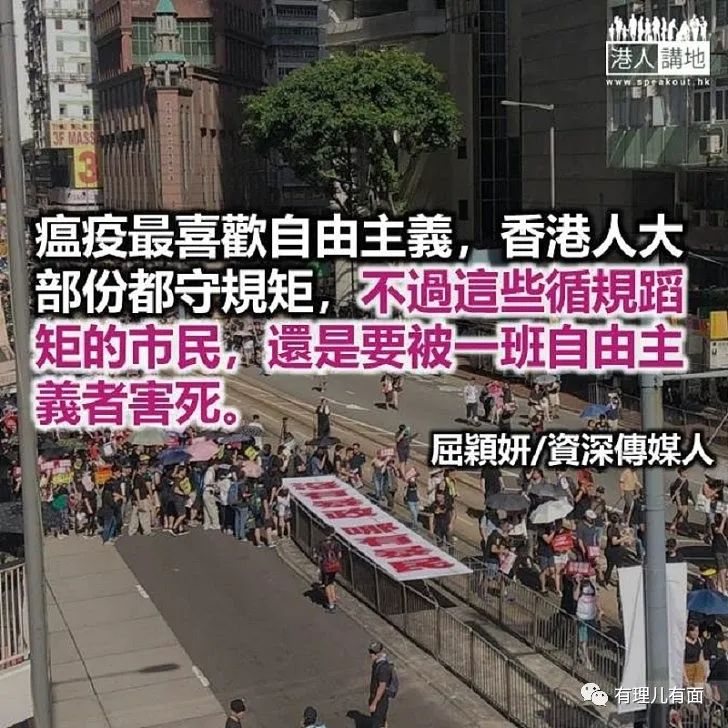 港人講地
www.speakout.hk
3F MASS
3
瘟疫最喜歡自由主義，香港人大
部份都守規矩，不過這些循規蹈
矩的市民，還是要被一班自由主
義者害死。
屈穎妍/資深傳媒人
有理儿有面